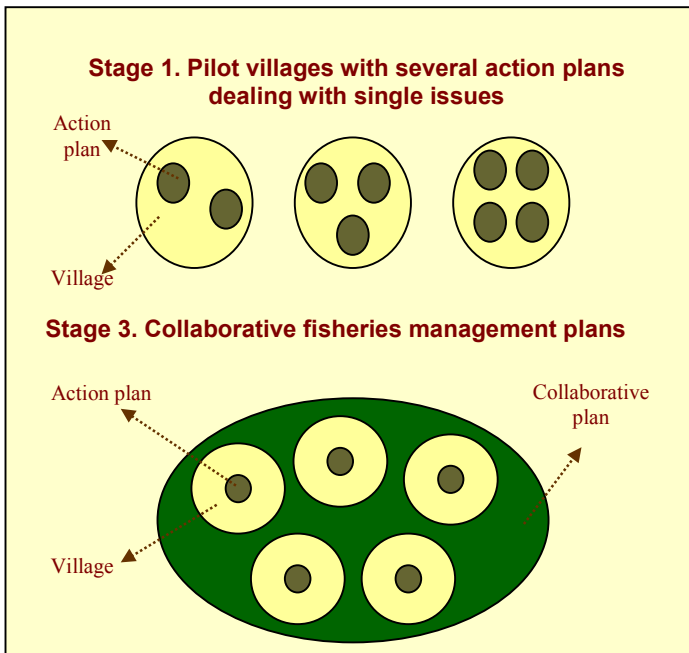 Stage 1. Pilot villages with several action plans
dealing with single issues
Action
plan
Village
Stage 3. Collaborative fisheries management plans
Action plan
Collaborative
plan
Village